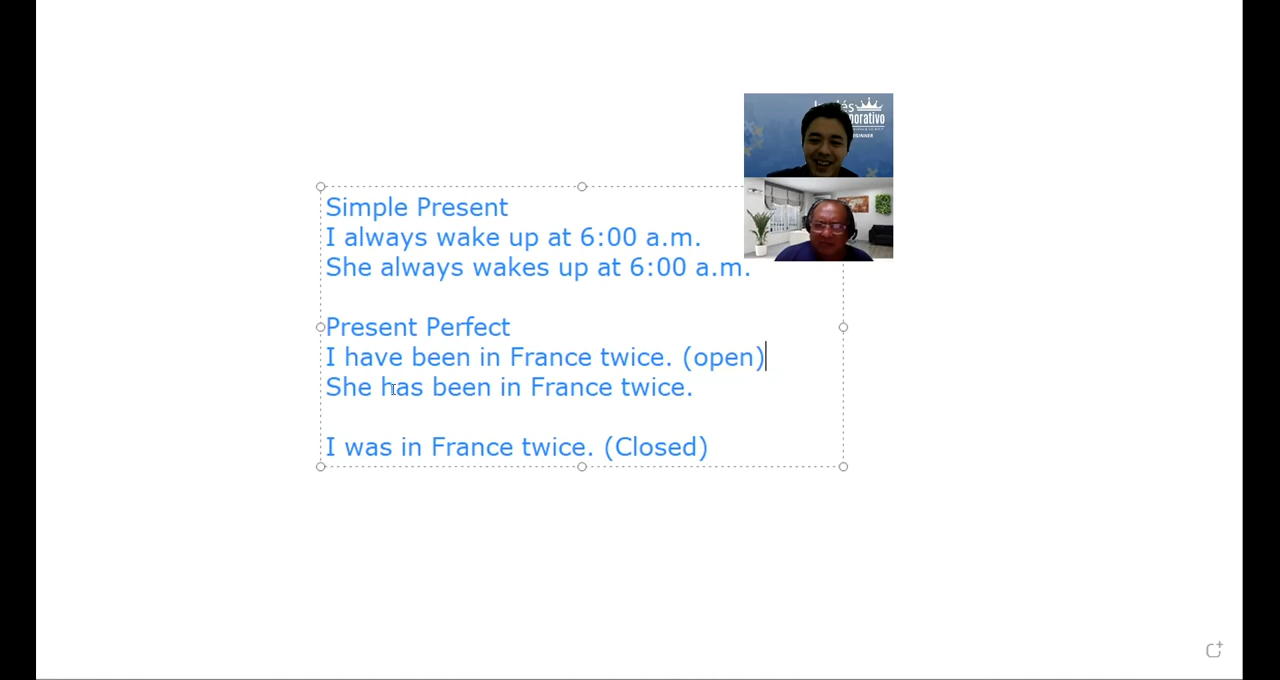 Simple Present
I always wake up at 6:00 a.m.
She always wakes up at 6:00 a.m.
Present Perfect
I have been in France twice. (open)
She has been in France twice.
I was in France twice. (Closed)